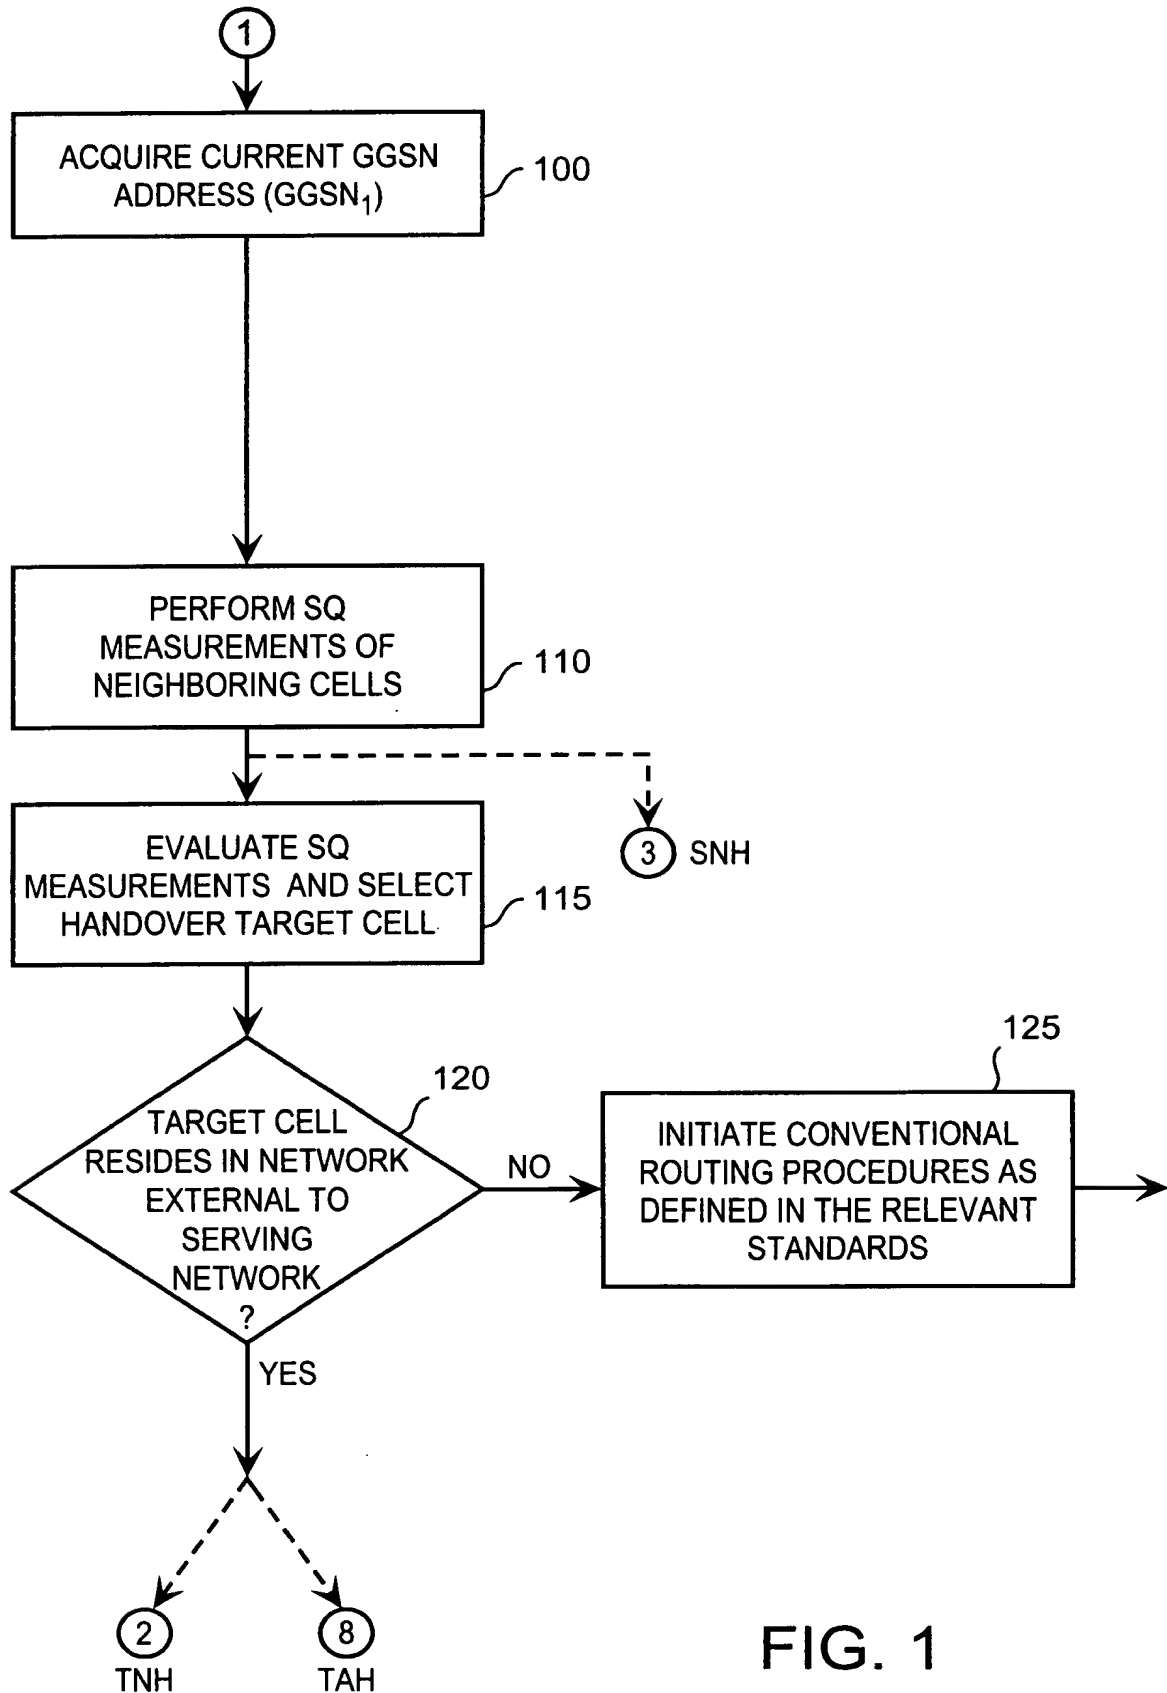 1
ACQUIRE CURRENT GGSN
ADDRESS (GGSN₁)
100
PERFORM SQ
MEASUREMENTS OF
NEIGHBORING CELLS
110
3 SNH
EVALUATE SQ
MEASUREMENTS AND SELECT
HANDOVER TARGET CELL
115
120
TARGET CELL
RESIDES IN NETWORK
EXTERNAL TO
SERVING
NETWORK
?
NO
125
INITIATE CONVENTIONAL
ROUTING PROCEDURES AS
DEFINED IN THE RELEVANT
STANDARDS
YES
2
TNH
8
TAH
FIG. 1